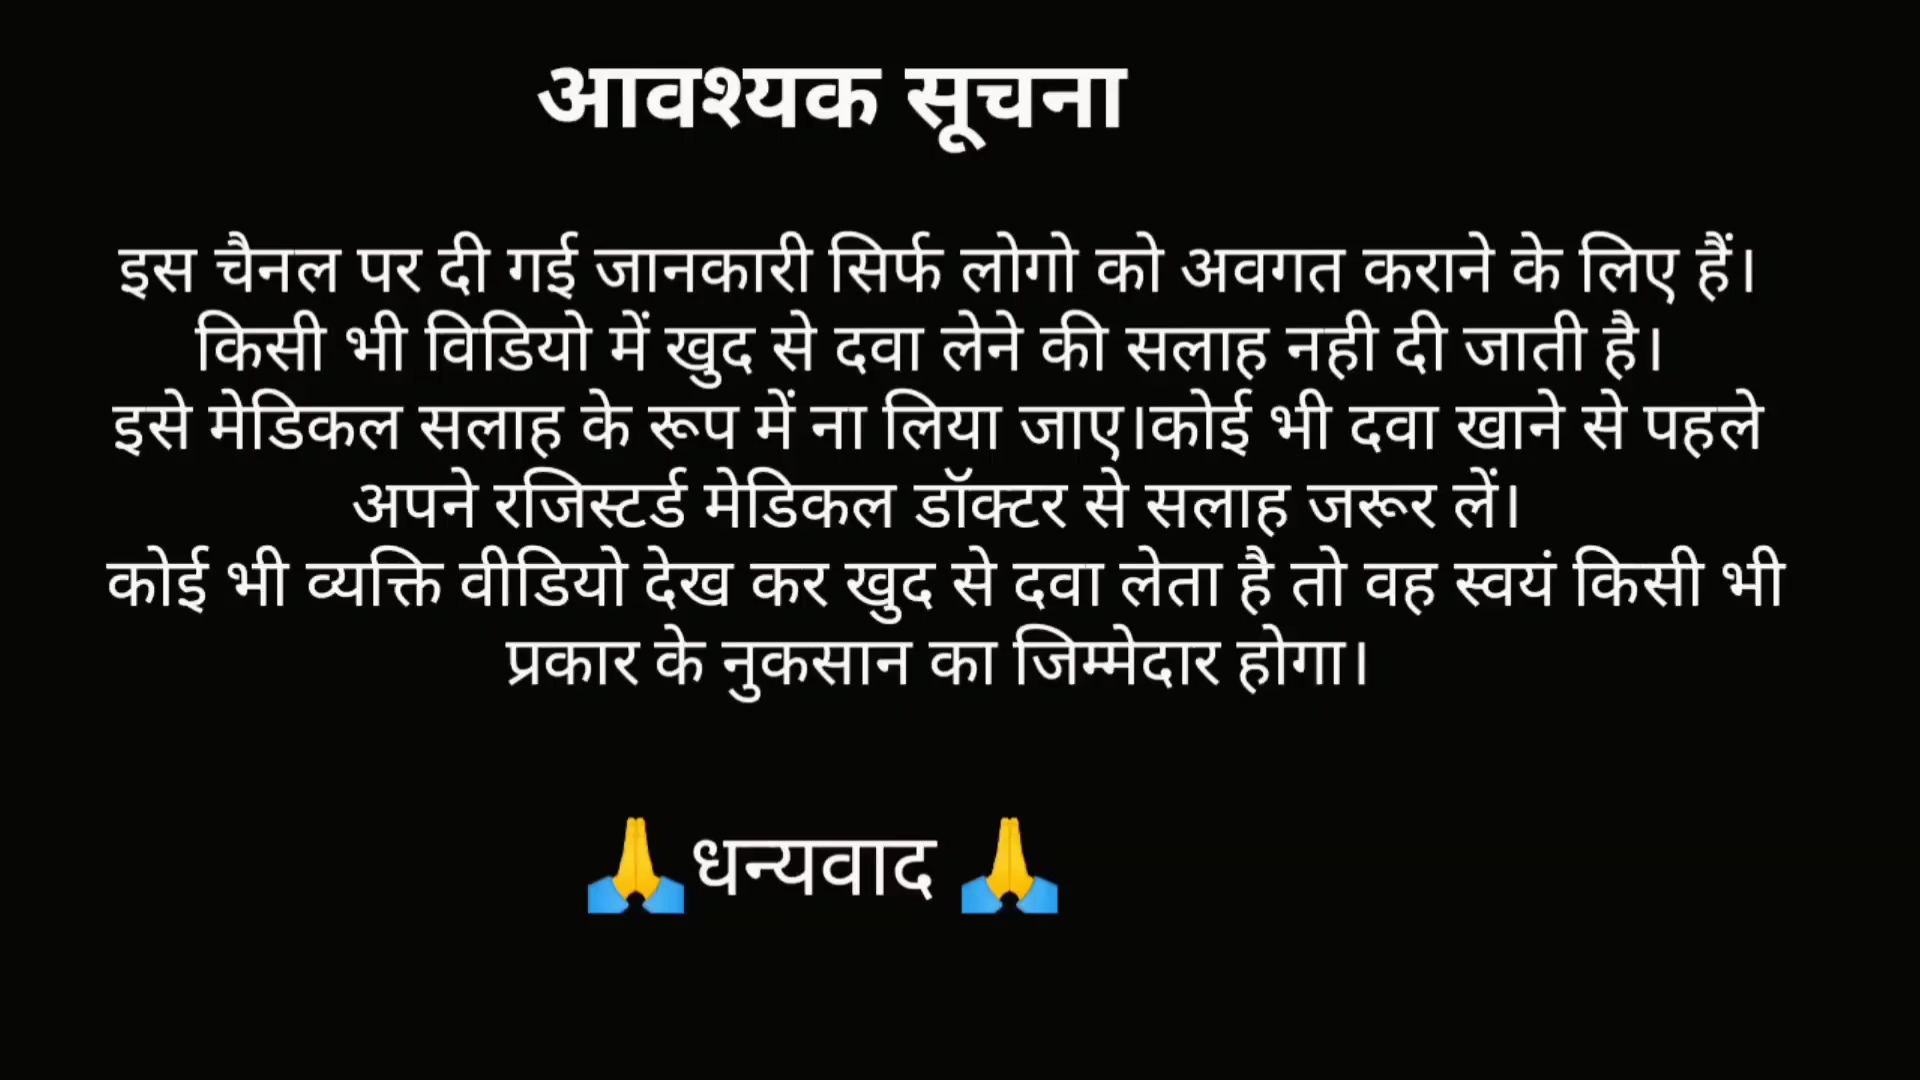 आवश्यक सूचना
इस चैनल पर दी गई जानकारी सिर्फ लोगो को अवगत कराने के लिए हैं।
किसी भी विडियो में खुद से दवा लेने की सलाह नही दी जाती है।
इसे मेडिकल सलाह के रूप में ना लिया जाए।कोई भी दवा खाने से पहले
अपने रजिस्टर्ड मेडिकल डॉक्टर से सलाह जरूर लें।
कोई भी व्यक्ति वीडियो देख कर खुद से दवा लेता है तो वह स्वयं किसी भी
प्रकार के नुकसान का जिम्मेदार होगा।
🙏धन्यवाद 🙏